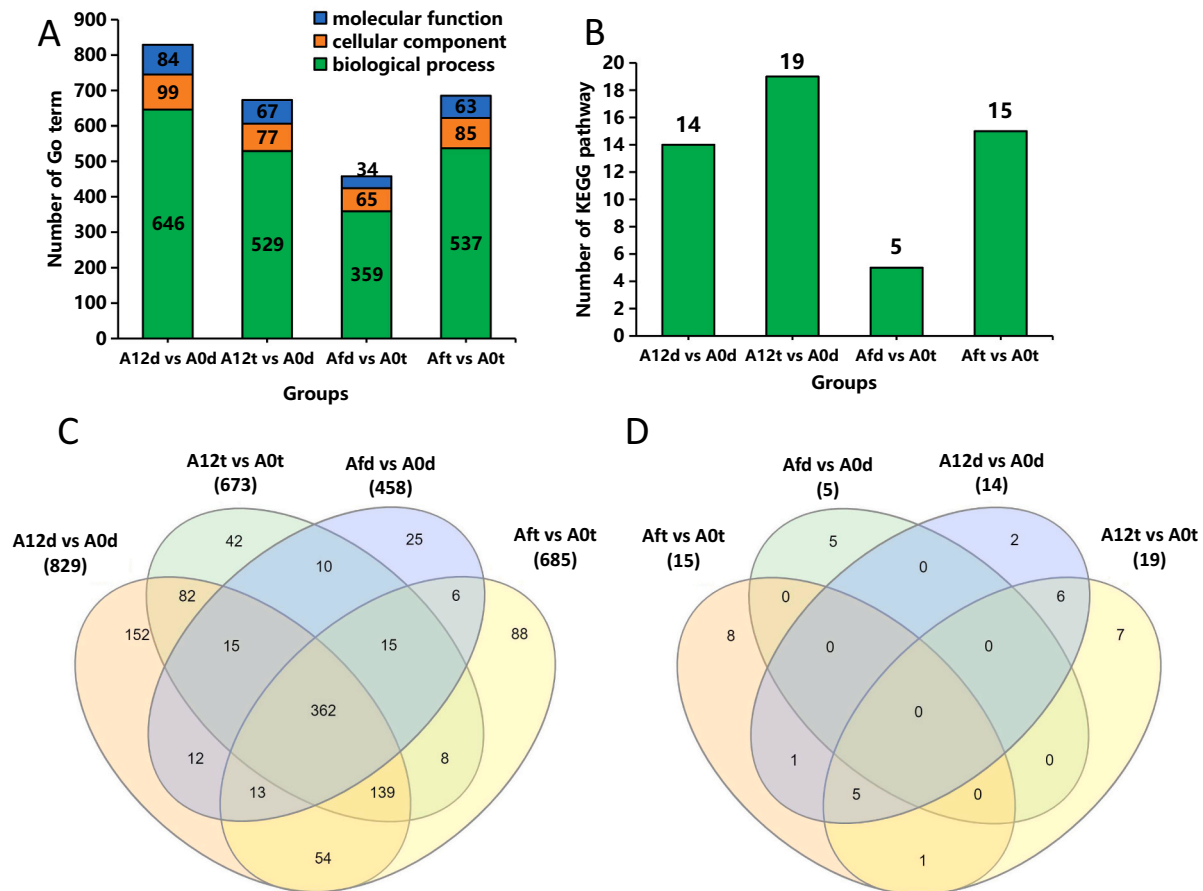 A
Number of Go term
900
800
700
600
500
400
300
200
100
0
molecular function
cellular component
biological process
84
99
646
67
77
529
34
65
359
63
85
537
A12d vs A0d
A12t vs A0d
Afd vs A0t
Aft vs A0t
Groups
B
Number of KEGG pathway
20
18
16
14
12
10
8
6
4
2
0
14
19
5
15
A12d vs A0d
A12t vs A0d
Afd vs A0t
Aft vs A0t
Groups
C
A12d vs A0d
(829)
A12t vs A0t
(673)
Afd vs A0d
(458)
Aft vs A0t
(685)
42
25
10
82
6
152
15
15
88
362
12
8
13
139
54
D
Aft vs A0t
(15)
Afd vs A0d
(5)
A12d vs A0d
(14)
A12t vs A0t
(19)
5
2
0
0
6
8
0
0
7
0
1
0
5
0
1